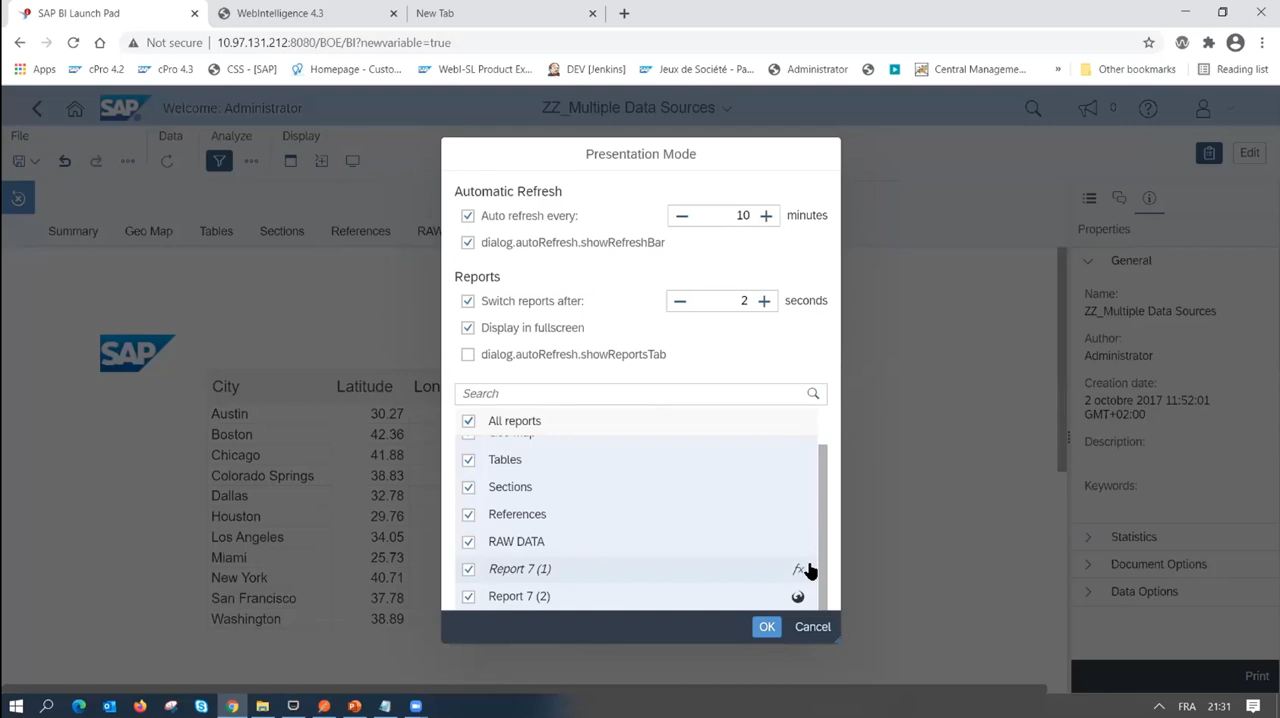 SAP BI Launch Pad
WebIntelligence 4.3
New Tab
Not secure
10.97.131.212:8080/BOE/BI?newvariable=true
Apps
cPro 4.2
cPro 4.3
CSS - [SAP]
Homepage - Custo...
WebI-SL Product Ex...
DEV [Jenkins]
Jeux de Société - Pa...
Administrator
Central Manageme...
»
Other bookmarks
Reading list
SAP
Welcome: Administrator
ZZ_Multiple Data Sources
0
File
Data
Analyze
Display
Edit
Summary
Geo Map
Tables
Sections
References
RAW
Presentation Mode
Automatic Refresh
Auto refresh every:
10
minutes
dialog.autoRefresh.showRefreshBar
Reports
Switch reports after:
2
seconds
Display in fullscreen
dialog.autoRefresh.showReportsTab
Search
All reports
Tables
Sections
References
RAW DATA
Report 7 (1)
fx
Report 7 (2)
OK
Cancel
SAP
City Latitude Lon
Austin 30.27
Boston 42.36
Chicago 41.88
Colorado Springs 38.83
Dallas 32.78
Houston 29.76
Los Angeles 34.05
Miami 25.73
New York 40.71
San Francisco 37.78
Washington 38.89
Properties
General
Name:
ZZ_Multiple Data Sources
Author:
Administrator
Creation date:
2 octobre 2017 11:52:01
GMT+02:00
Description:
Keywords:
Statistics
Document Options
Data Options
Print
FRA
21:31